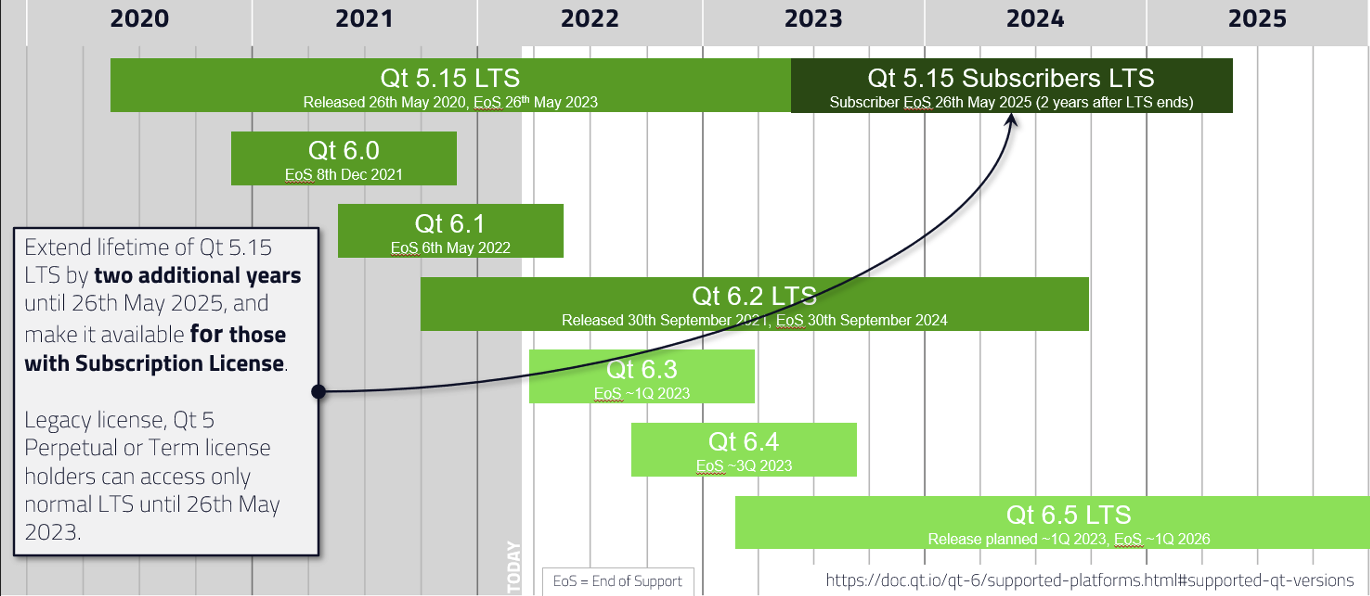 2020 2021 2022 2023 2024 2025
Qt 5.15 LTS
Released 26th May 2020, EoS 26th May 2023
Qt 5.15 Subscribers LTS
Subscriber EoS 26th May 2025 (2 years after LTS ends)
Qt 6.0
EoS 8th Dec 2021
Qt 6.1
EoS 6th May 2022
Extend lifetime of Qt 5.15
LTS by two additional years
until 26th May 2025, and
make it available for those
with Subscription License.
Legacy license, Qt 5
Perpetual or Term license
holders can access only
normal LTS until 26th May
2023.
Qt 6.2 LTS
Released 30th September 2021, EoS 30th September 2024
Qt 6.3
EoS ~1Q 2023
Qt 6.4
EoS ~3Q 2023
Qt 6.5 LTS
Release planned ~1Q 2023, EoS ~1Q 2026
TODAY
EoS = End of Support
https://doc.qt.io/qt-6/supported-platforms.html#supported-qt-versions